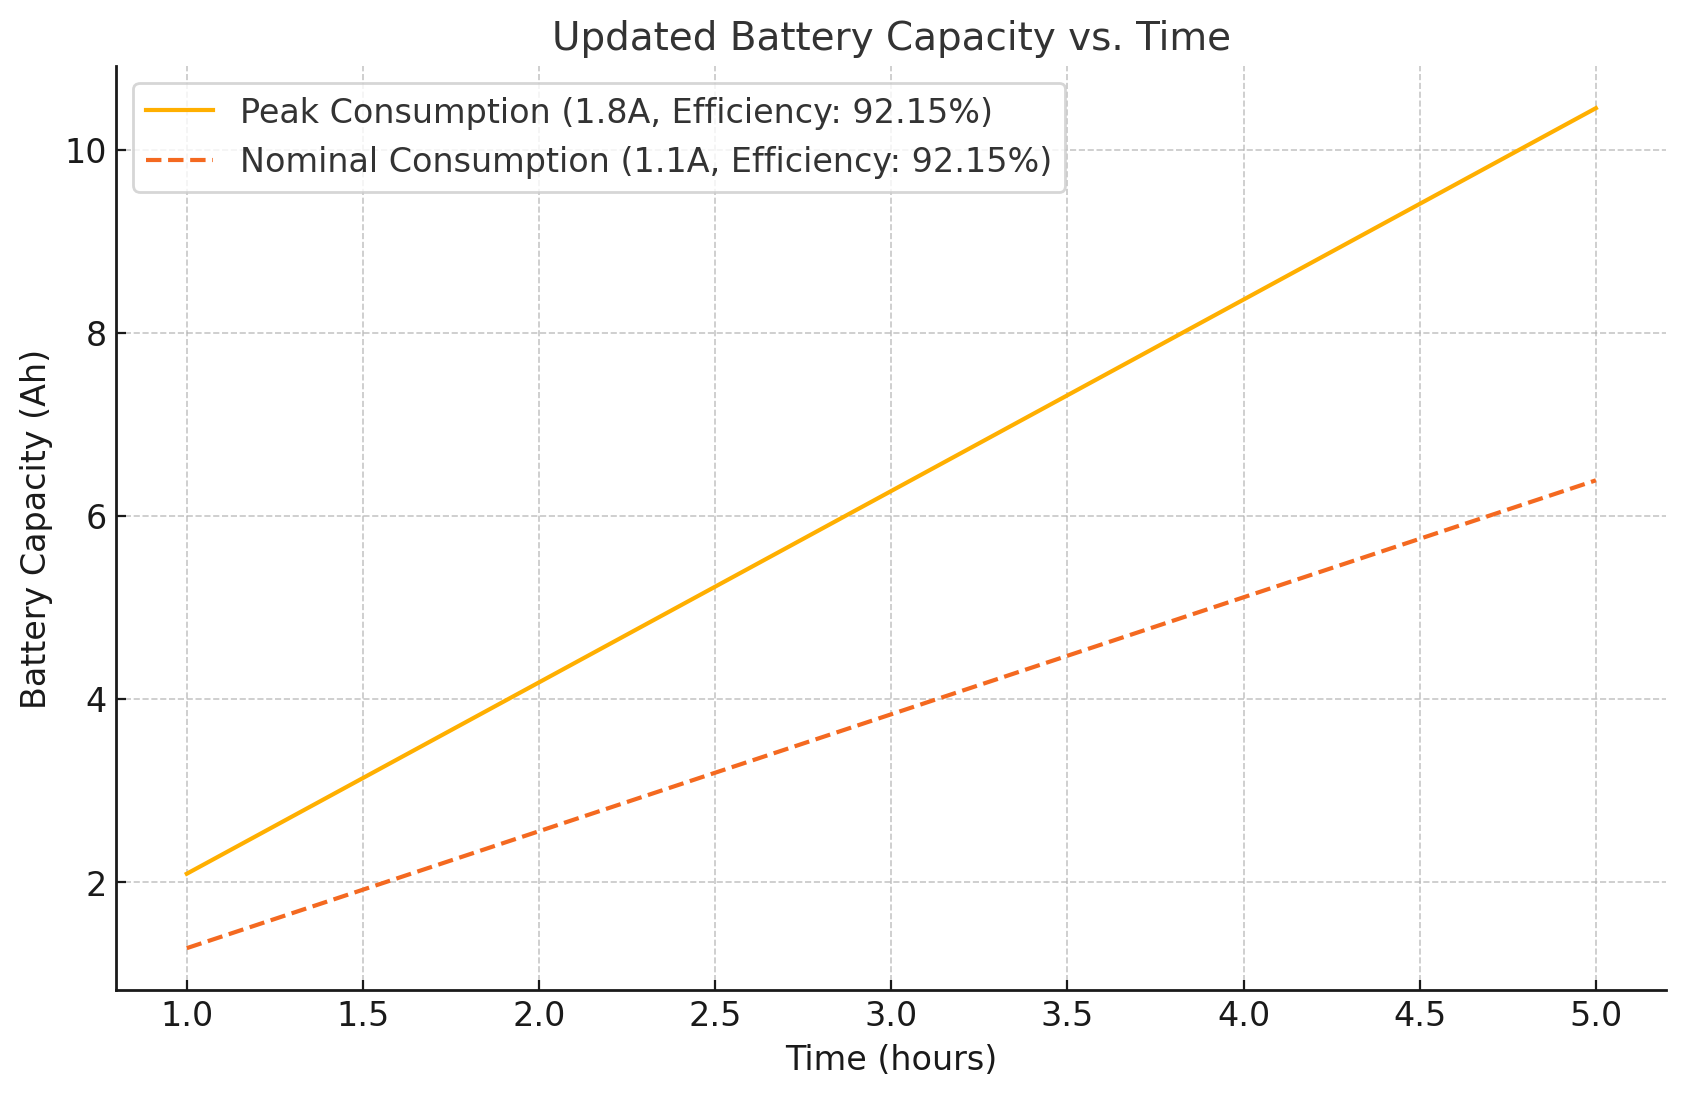 Updated Battery Capacity vs. Time
Peak Consumption (1.8A, Efficiency: 92.15%)
Nominal Consumption (1.1A, Efficiency: 92.15%)
Battery Capacity (Ah)
10
8
6
4
2
1.0 1.5 2.0 2.5 3.0 3.5 4.0 4.5 5.0
Time (hours)